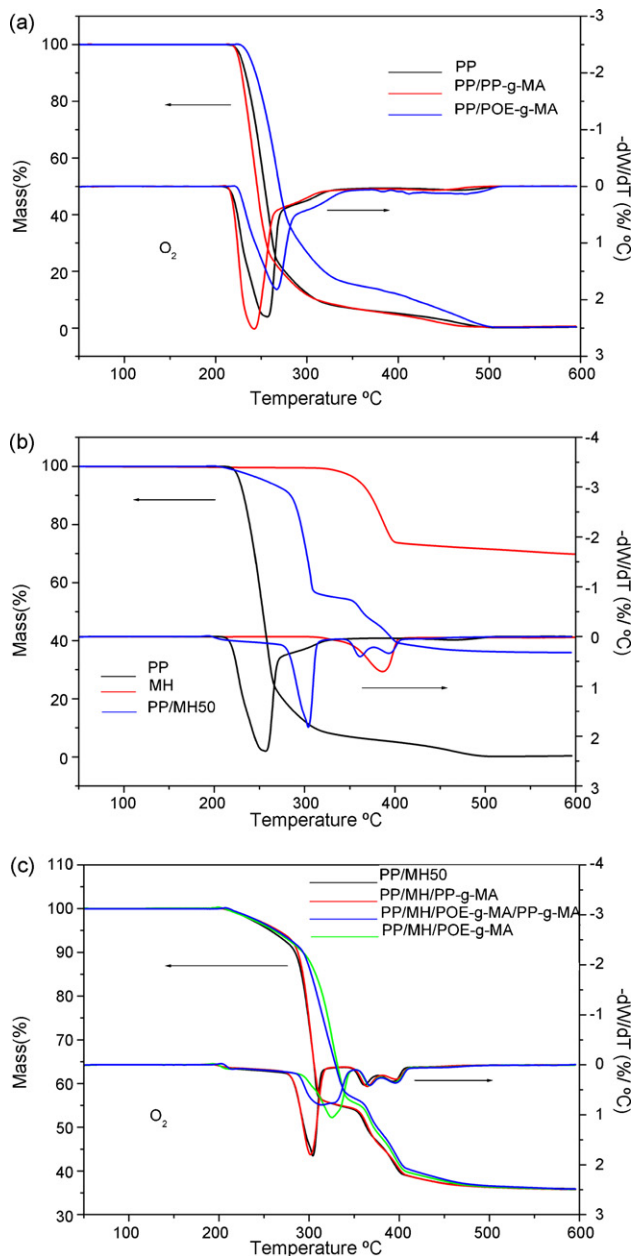 (a)
-3
100
PP
PP/PP-g-MA
PP/POE-g-MA
-2
80
-1
60
0
40
1
20
O2
2
0
3
Mass(%)
-dW/dT (%/ ºC)
100 200 300 400 500 600
Temperature ºC
(b)
-4
100
-3
80
-2
60
-1
40
0
PP
MH
PP/MH50
20
1
2
0
3
Mass(%)
-dW/dT (%/ ºC)
100 200 300 400 500 600
Temperature ºC
(c)
110
-4
PP/MH50
PP/MH/PP-g-MA
PP/MH/POE-g-MA/PP-g-MA
PP/MH/POE-g-MA
100
-3
90
-2
80
-1
70
60
0
50
1
O2
40
2
30
3
Mass(%)
-dW/dT (%/ ºC)
100 200 300 400 500 600
Temperature ºC